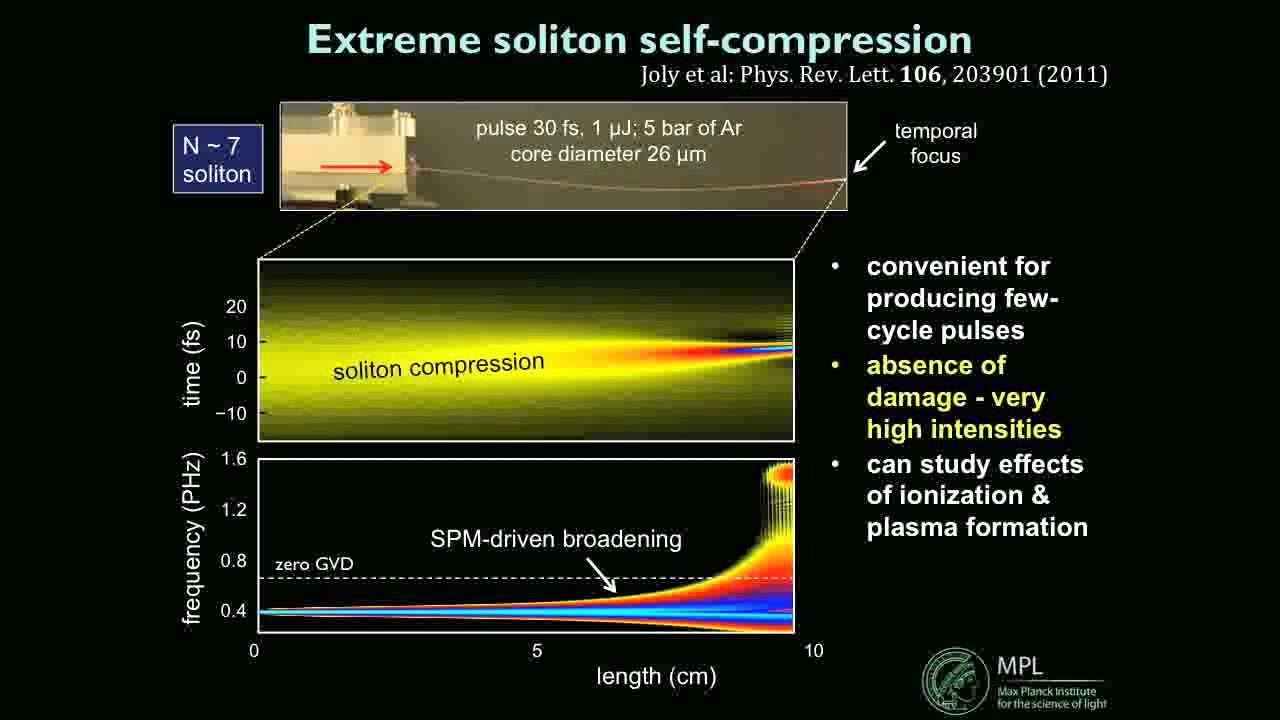 Extreme soliton self-compression
Joly et al: Phys. Rev. Lett. 106, 203901 (2011)
N ~ 7
soliton
pulse 30 fs, 1 µJ; 5 bar of Ar
core diameter 26 µm
temporal
focus
time (fs)
20
10
0
−10
soliton compression
frequency (PHz)
1.6
1.2
0.8
0.4
SPM-driven broadening
zero GVD
0
5
10
length (cm)
• convenient for
producing few-
cycle pulses
• absence of
damage - very
high intensities
• can study effects
of ionization &
plasma formation
MPL
Max Planck Institute
for the science of light